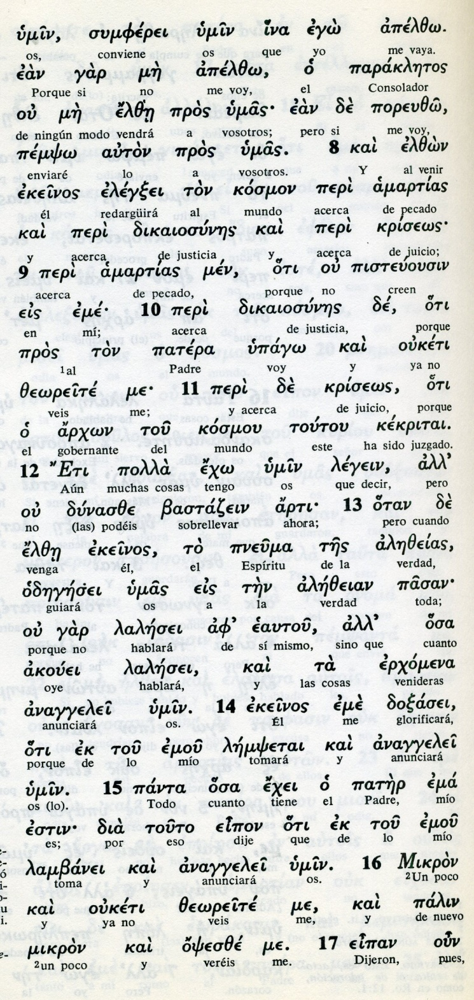 ὑμῖν, συμφέρει ὑμῖν ἵνα ἐγὼ ἀπέλθω.
os, conviene os que yo me vaya.
ἐὰν γὰρ μὴ ἀπέλθω, ὁ παράκλητος
Porque si no me voy, el Consolador
οὐ μὴ ἔλθῃ πρὸς ὑμᾶς· ἐὰν δὲ πορευθῶ,
de ningún modo vendrá a vosotros; pero si me voy,
πέμψω αὐτὸν πρὸς ὑμᾶς. 8 καὶ ἐλθὼν
enviaré lo a vosotros. Y al venir
ἐκεῖνος ἐλέγξει τὸν κόσμον περὶ ἁμαρτίας
él redargüirá al mundo acerca de pecado
καὶ περὶ δικαιοσύνης καὶ περὶ κρίσεως·
y acerca de justicia y acerca de juicio;
9 περὶ ἁμαρτίας μέν, ὅτι οὐ πιστεύουσιν
acerca de pecado, porque no creen
εἰς ἐμέ· 10 περὶ δικαιοσύνης δέ, ὅτι
en mí; acerca de justicia, porque
πρὸς τὸν πατέρα ὑπάγω καὶ οὐκέτι
1al Padre voy y ya no
θεωρεῖτέ με· 11 περὶ δὲ κρίσεως, ὅτι
veis me; y acerca de juicio, porque
ὁ ἄρχων τοῦ κόσμου τούτου κέκριται.
el gobernante del mundo este ha sido juzgado.
12 Ἔτι πολλὰ ἔχω ὑμῖν λέγειν, ἀλλ’
Aún muchas cosas tengo os que decir, pero
οὐ δύνασθε βαστάζειν ἄρτι· 13 ὅταν δὲ
no (las) podéis sobrellevar ahora; pero cuando
ἔλθῃ ἐκεῖνος, τὸ πνεῦμα τῆς ἀληθείας,
venga él, el Espíritu de la verdad,
ὁδηγήσει ὑμᾶς εἰς τὴν ἀλήθειαν πᾶσαν·
guiará os a la verdad toda;
οὐ γὰρ λαλήσει ἀφ’ ἑαυτοῦ, ἀλλ’ ὅσα
porque no hablará de sí mismo, sino que cuanto
ἀκούει λαλήσει, καὶ τὰ ἐρχόμενα
oye hablará, y las cosas venideras
ἀναγγελεῖ ὑμῖν. 14 ἐκεῖνος ἐμὲ δοξάσει,
anunciará os. Él me glorificará,
ὅτι ἐκ τοῦ ἐμοῦ λήμψεται καὶ ἀναγγελεῖ
porque de lo mío tomará y anunciará
ὑμῖν. 15 πάντα ὅσα ἔχει ὁ πατὴρ ἐμά
os (lo). Todo cuanto tiene el Padre, mío
ἐστιν· διὰ τοῦτο εἶπον ὅτι ἐκ τοῦ ἐμοῦ
es; por eso dije que de lo mío
λαμβάνει καὶ ἀναγγελεῖ ὑμῖν. 16 Μικρὸν
toma y anunciará os. 2Un poco
καὶ οὐκέτι θεωρεῖτέ με, καὶ πάλιν
y ya no veis me, y de nuevo
μικρὸν καὶ ὄψεσθέ με. 17 εἶπαν οὖν
2un poco y veréis me. Dijeron, pues,